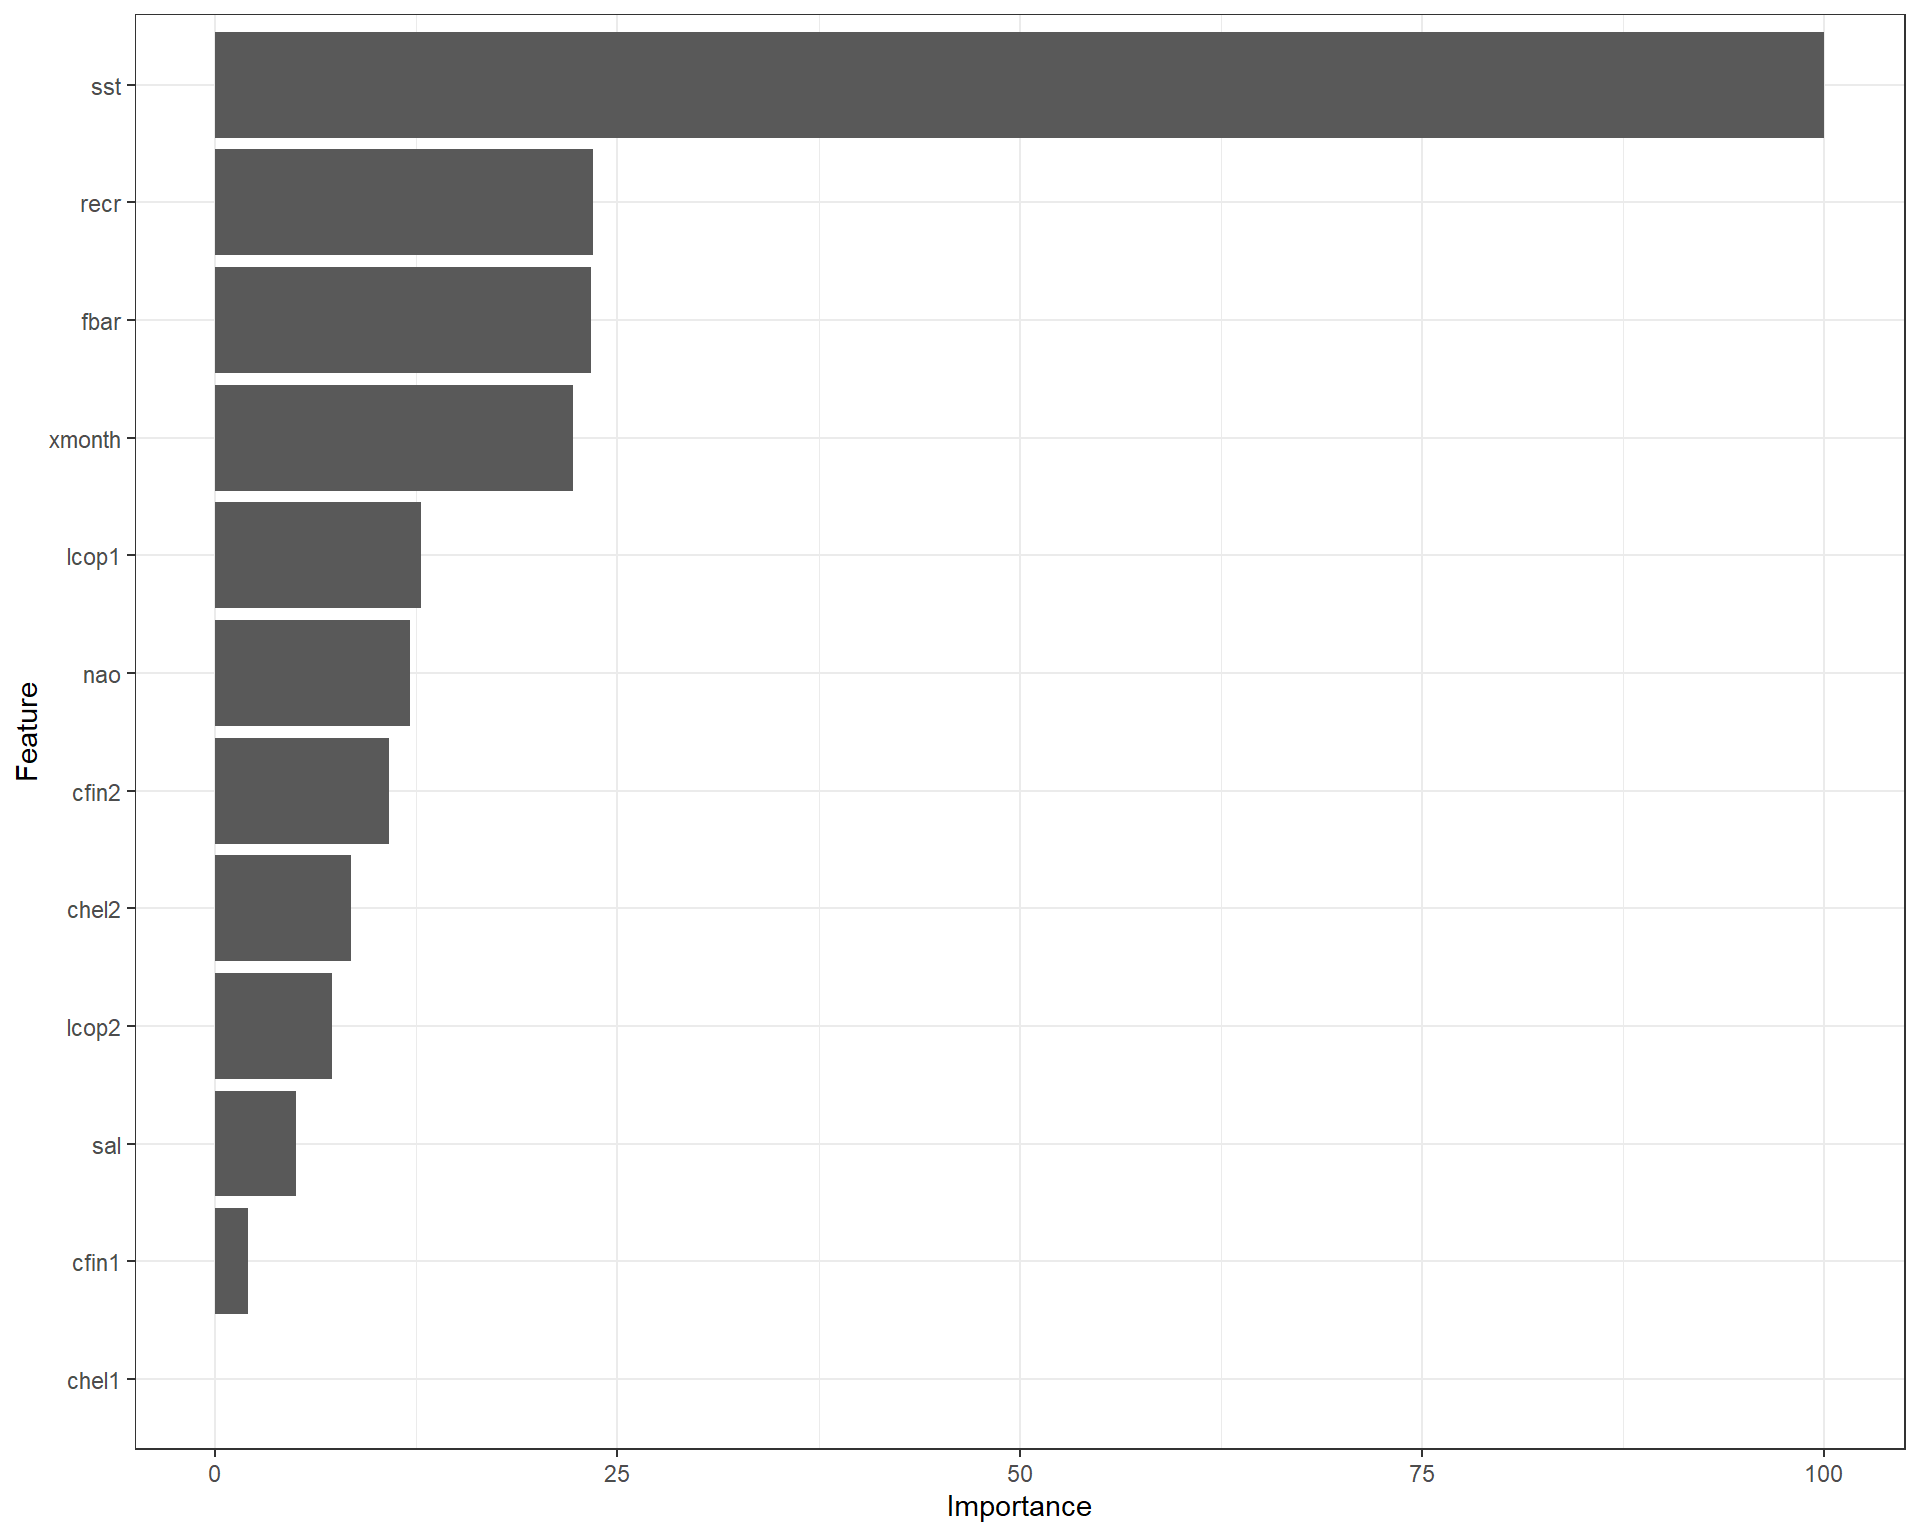 sst
recr
fbar
xmonth
lcop1
nao
cfin2
chel2
lcop2
sal
cfin1
chel1
Feature
0 25 50 75 100
Importance